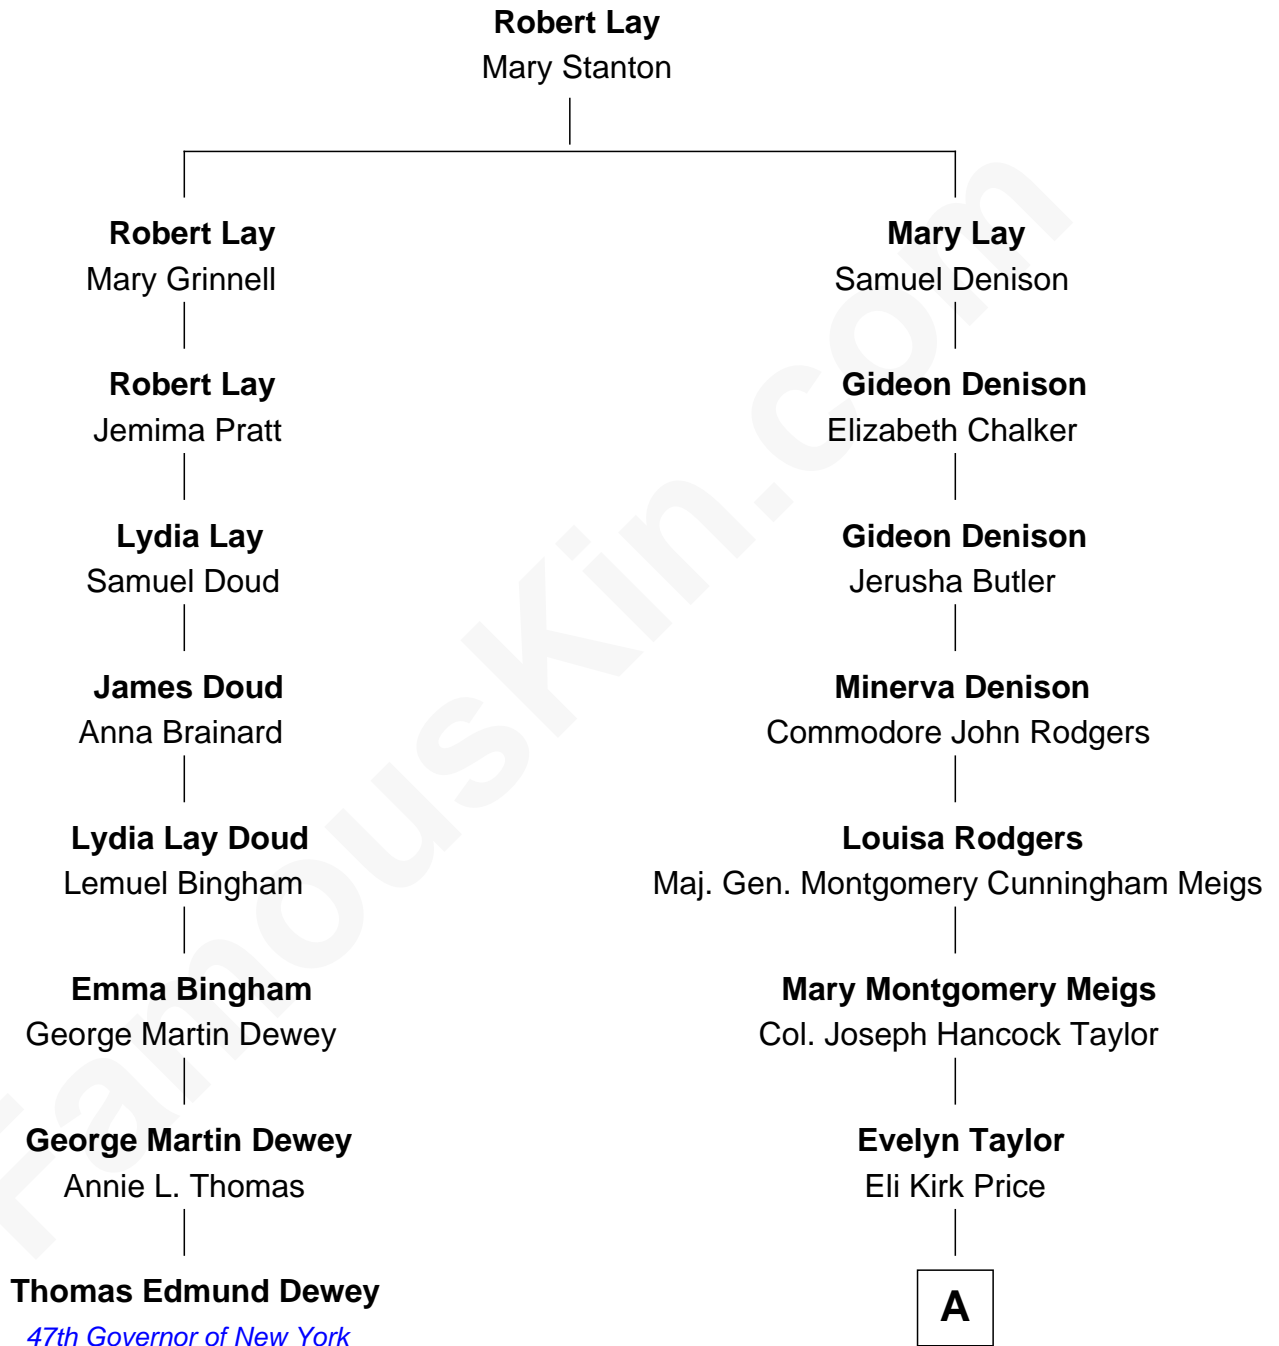 Robert Lay
Mary Stanton
Robert Lay
Mary Grinnell
Mary Lay
Samuel Denison
Robert Lay
Jemima Pratt
Gideon Denison
Elizabeth Chalker
Lydia Lay
Samuel Doud
Gideon Denison
Jerusha Butler
James Doud
Anna Brainard
Minerva Denison
Commodore John Rodgers
Lydia Lay Doud
Lemuel Bingham
Louisa Rodgers
Maj. Gen. Montgomery Cunningham Meigs
Emma Bingham
George Martin Dewey
Mary Montgomery Meigs
Col. Joseph Hancock Taylor
George Martin Dewey
Annie L. Thomas
Evelyn Taylor
Eli Kirk Price
Thomas Edmund Dewey
47th Governor of New York
A
FamousKin.com